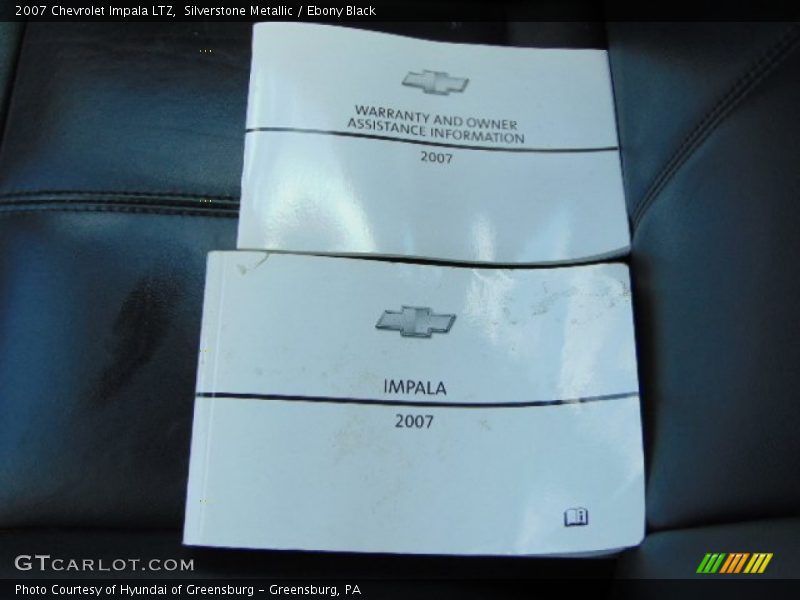 2007 Chevrolet Impala LTZ,  Silverstone Metallic / Ebony Black
WARRANTY AND OWNER
ASSISTANCE INFORMATION
2007
IMPALA
2007
i
GTCARLOT.COM
Photo Courtesy of Hyundai of Greensburg - Greensburg, PA